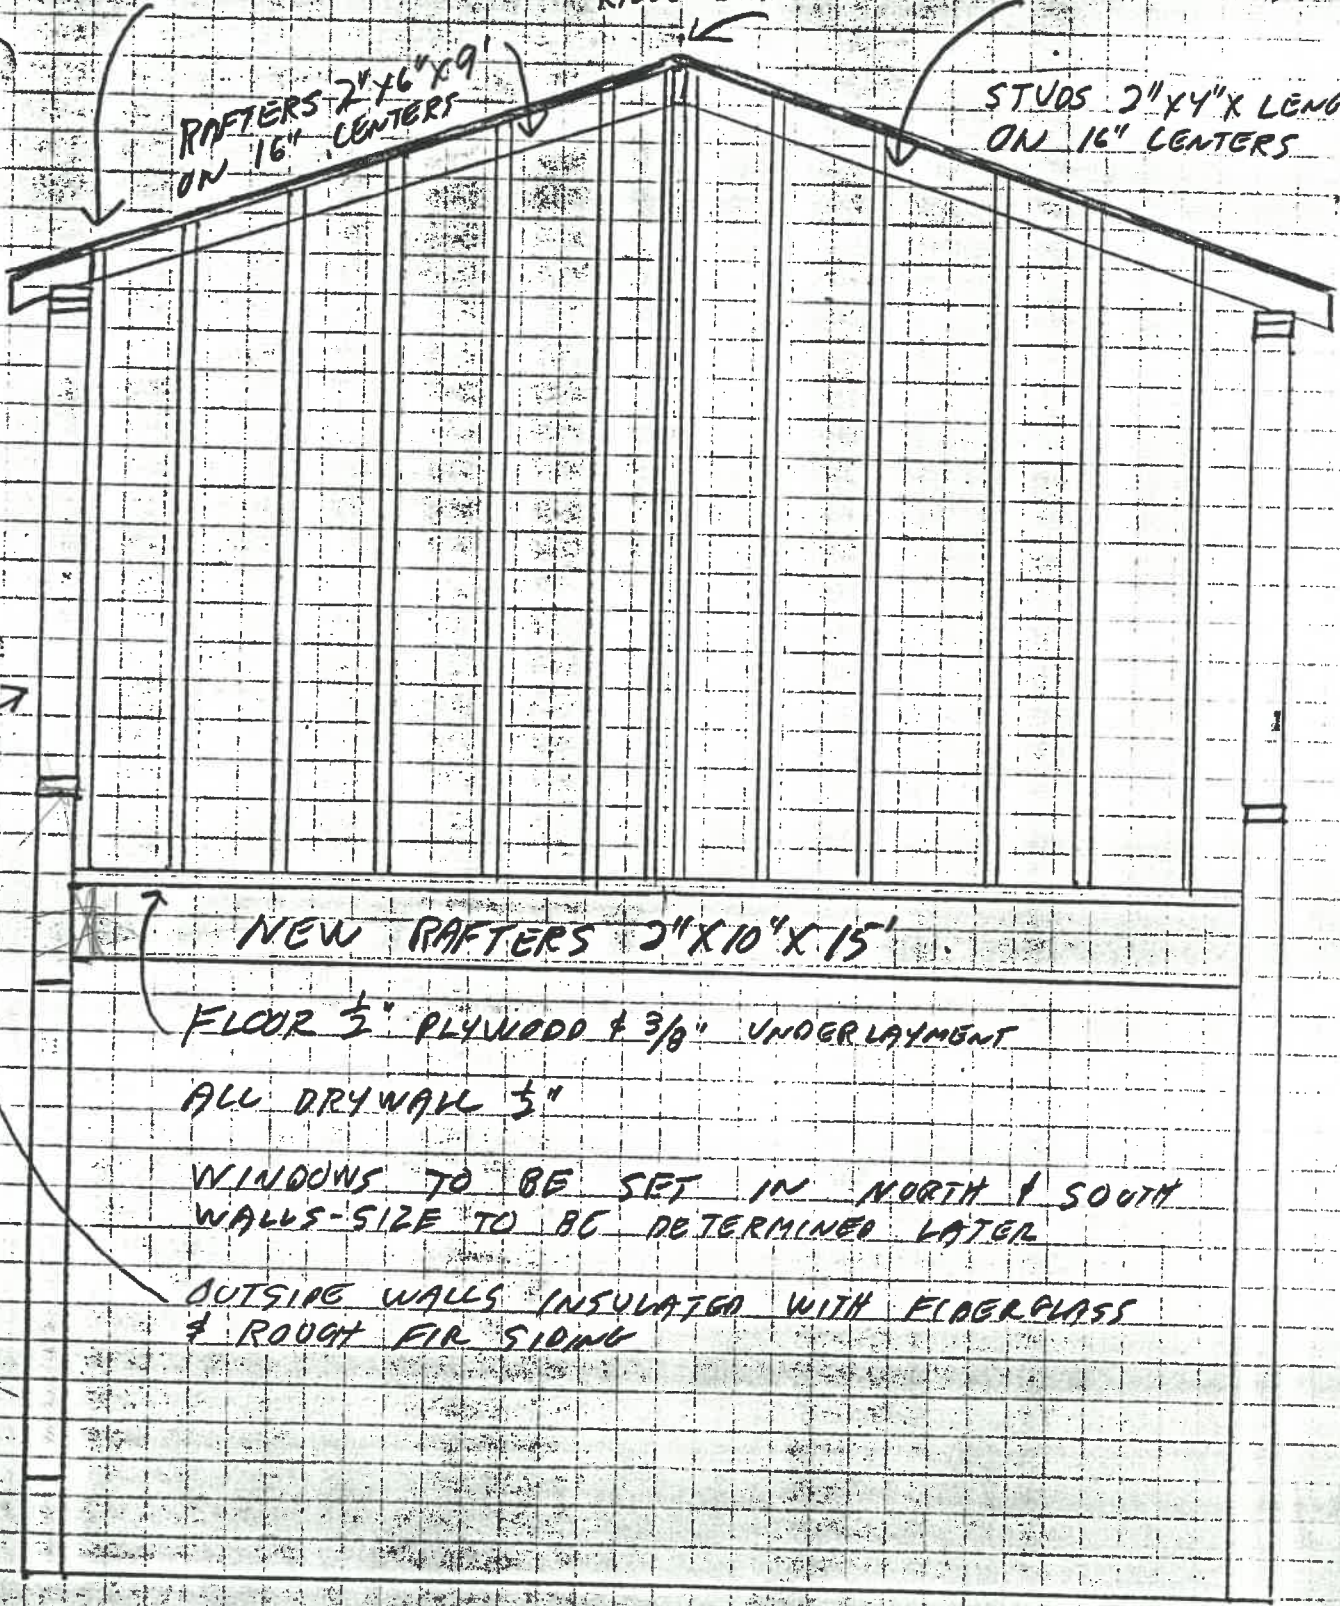 RAFTERS 2"X6"X9'
ON 16" CENTERS
STUDS 2"X4"X LENG
ON 16" CENTERS
NEW RAFTERS 2"X10"X15'
FLOOR 1/2" PLYWOOD & 3/8" UNDERLAYMENT
ALL DRYWALL 1/2"
WINDOWS TO BE SET IN NORTH & SOUTH
WALLS-SIZE TO BE DETERMINED LATER
OUTSIDE WALLS INSULATED WITH FIBERGLASS
& ROUGH FIR SIDING